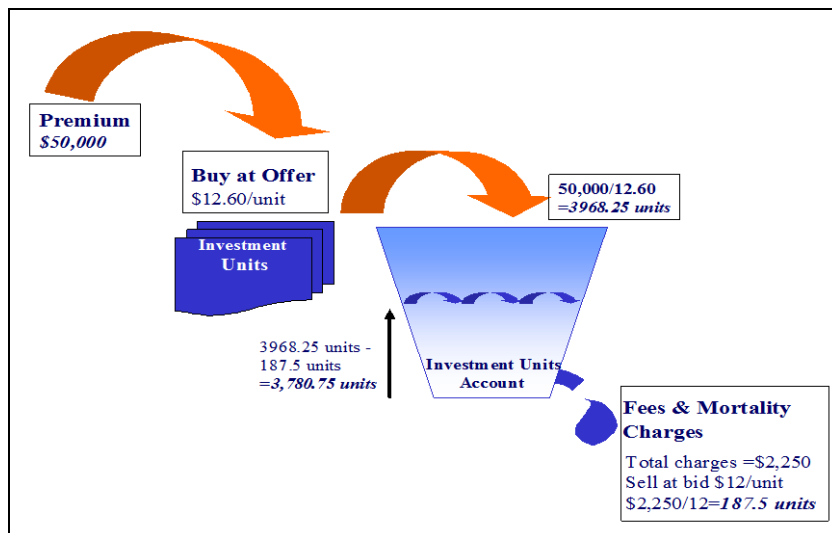 Premium
$50,000
Buy at Offer
$12.60/unit
50,000/12.60
=3968.25 units
Investment
Units
3968.25 units -
187.5 units
=3,780.75 units
Investment Units
Account
Fees & Mortality
Charges
Total charges =$2,250
Sell at bid $12/unit
$2,250/12=187.5 units